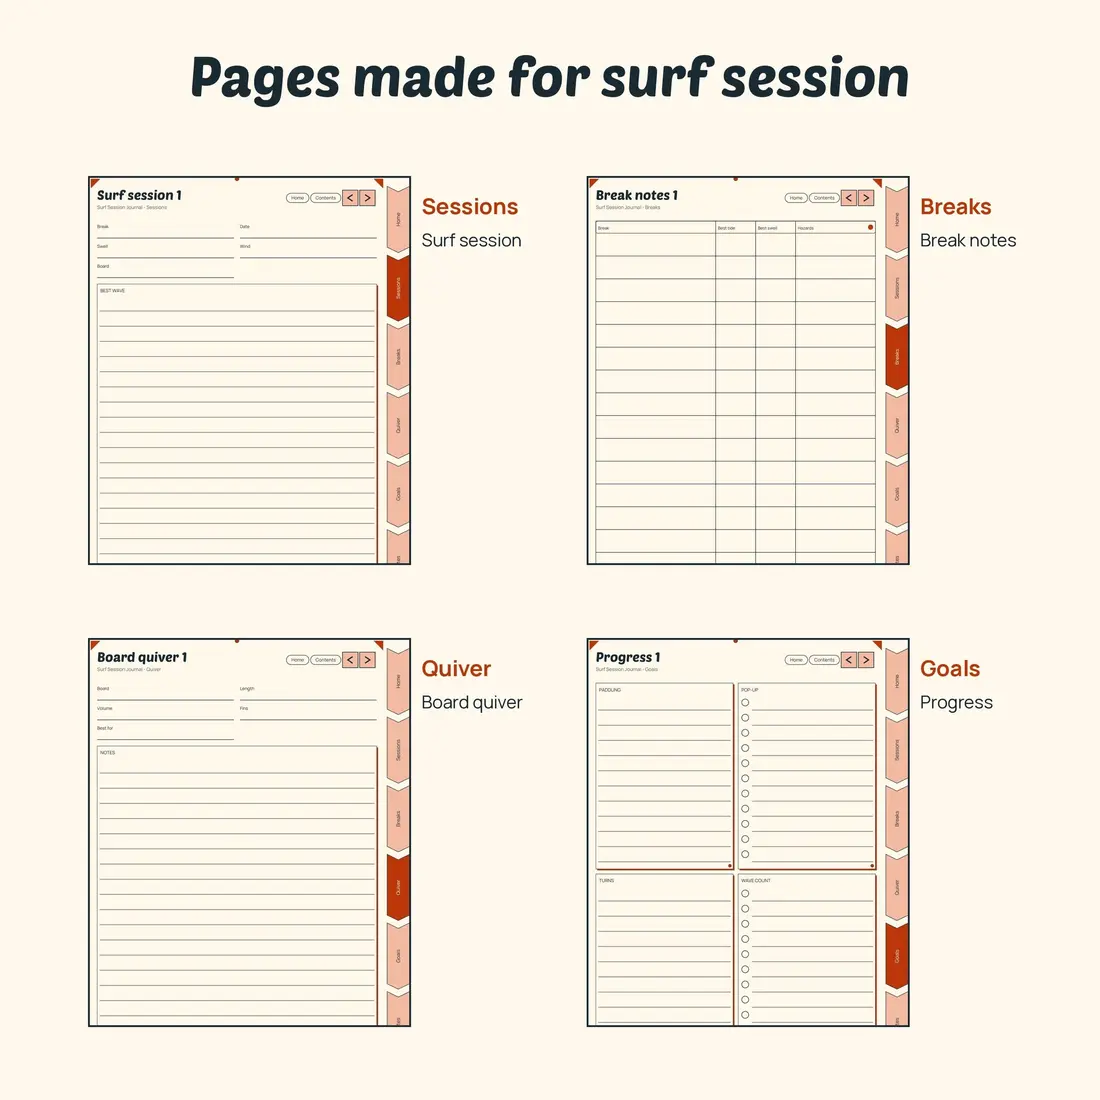 Pages made for surf session
Surf session 1
Surf Session Journal - Sessions
Home
Contents
<
>
Break
Date
Swell
Wind
Board
BEST WAVE
Home
Sessions
Breaks
Quiver
Goals
Sessions
Surf session
Break notes 1
Surf Session Journal - Breaks
Home
Contents
<
>
Break
Best tide
Best swell
Hazards
Home
Sessions
Breaks
Quiver
Goals
Breaks
Break notes
Board quiver 1
Surf Session Journal - Quiver
Home
Contents
<
>
Board
Length
Volume
Fins
Best for
NOTES
Home
Sessions
Breaks
Quiver
Goals
Quiver
Board quiver
Progress 1
Surf Session Journal - Goals
Home
Contents
<
>
PADDLING
POP-UP
TURNS
WAVE COUNT
Home
Sessions
Breaks
Quiver
Goals
Goals
Progress